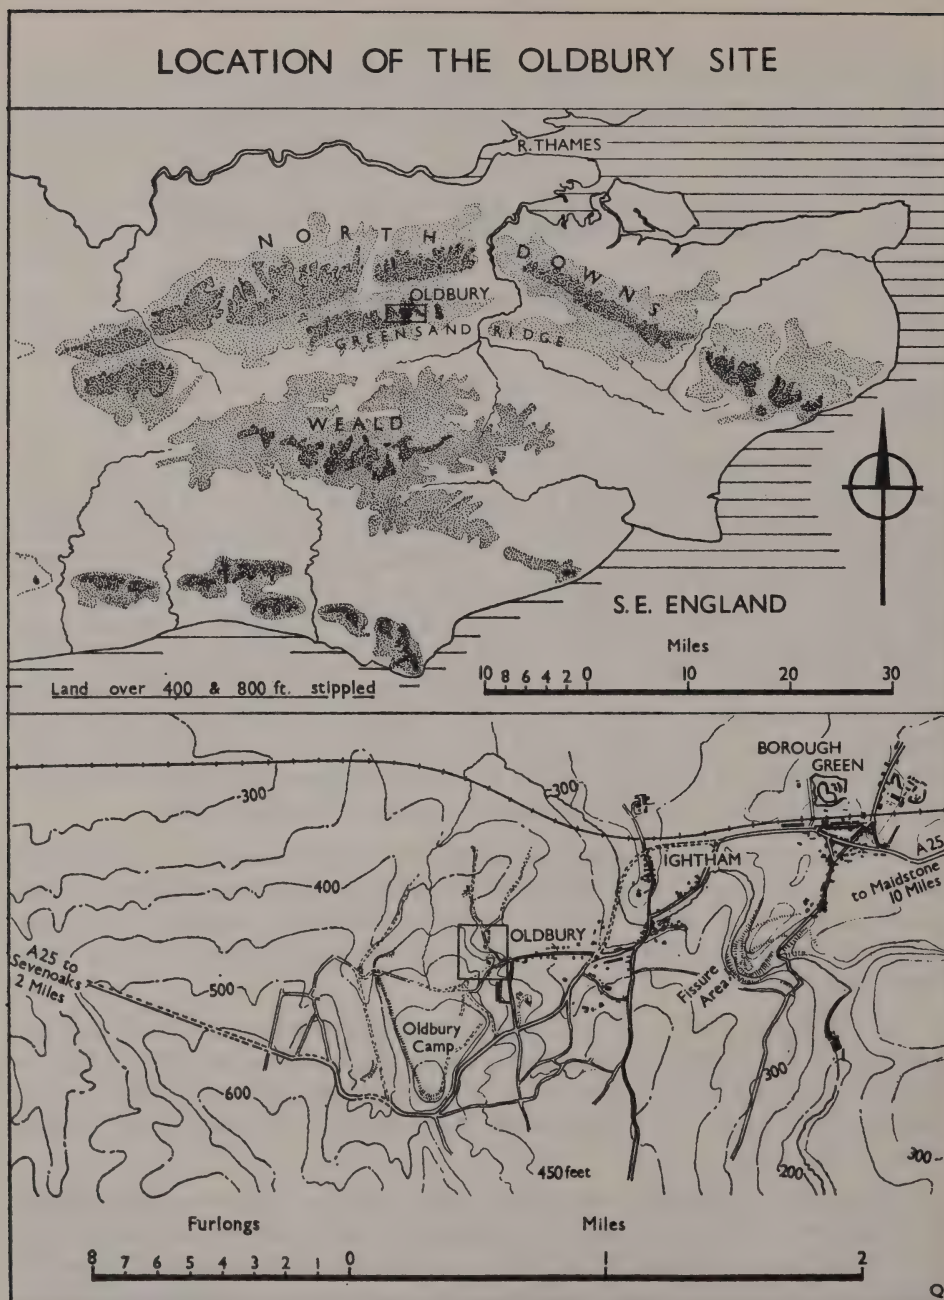 LOCATION OF THE OLDBURY SITE
R. THAMES
NORTH
DOWNS
OLDBURY
GREENSAND RIDGE
WEALD
S.E. ENGLAND
Miles
10 8 6 4 2 0 10 20 30
Land over 400 & 800 ft. stippled
BOROUGH
GREEN
300
300
A25
to Maidstone
10 Miles
IGHTHAM
400
OLDBURY
A25 to
Sevenoaks
2 Miles
500
Fissure
Area
Oldbury
Camp
300
600
300
450 feet
200
Furlongs
Miles
8 7 6 5 4 3 2 1 0 1 2